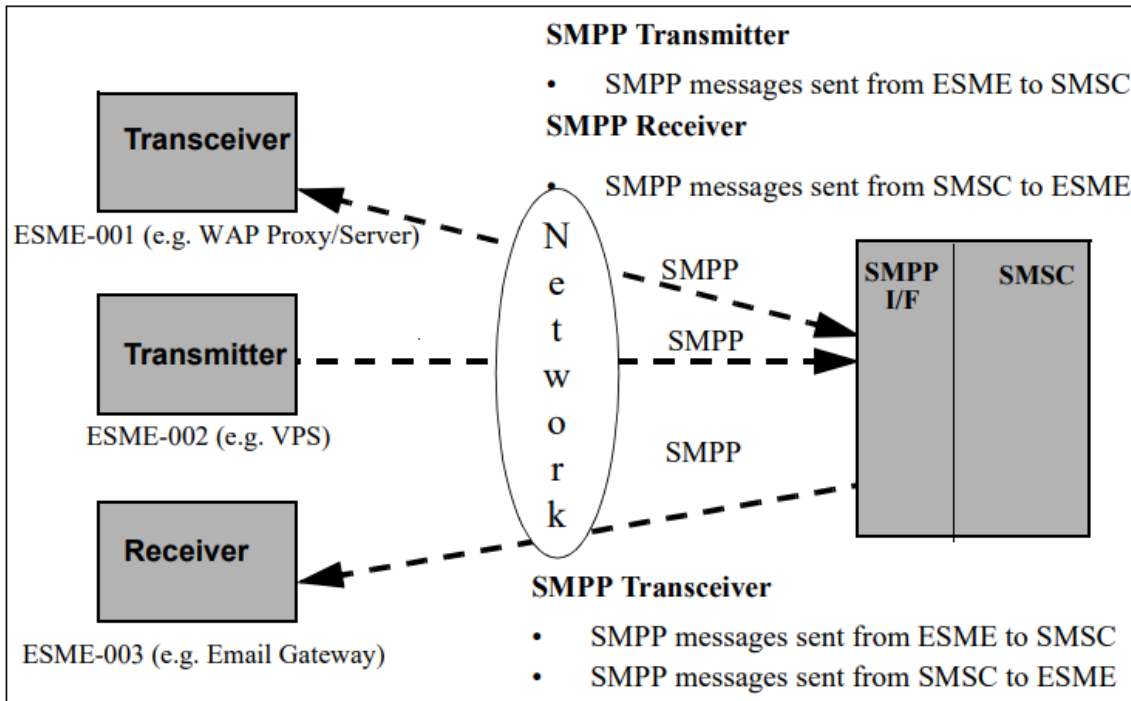 SMPP Transmitter
• SMPP messages sent from ESME to SMSC
SMPP Receiver
• SMPP messages sent from SMSC to ESME
Transceiver
ESME-001 (e.g. WAP Proxy/Server)
Transmitter
ESME-002 (e.g. VPS)
Receiver
ESME-003 (e.g. Email Gateway)
Network
SMPP
SMPP
SMPP
SMPP
I/F
SMSC
SMPP Transceiver
• SMPP messages sent from ESME to SMSC
• SMPP messages sent from SMSC to ESME